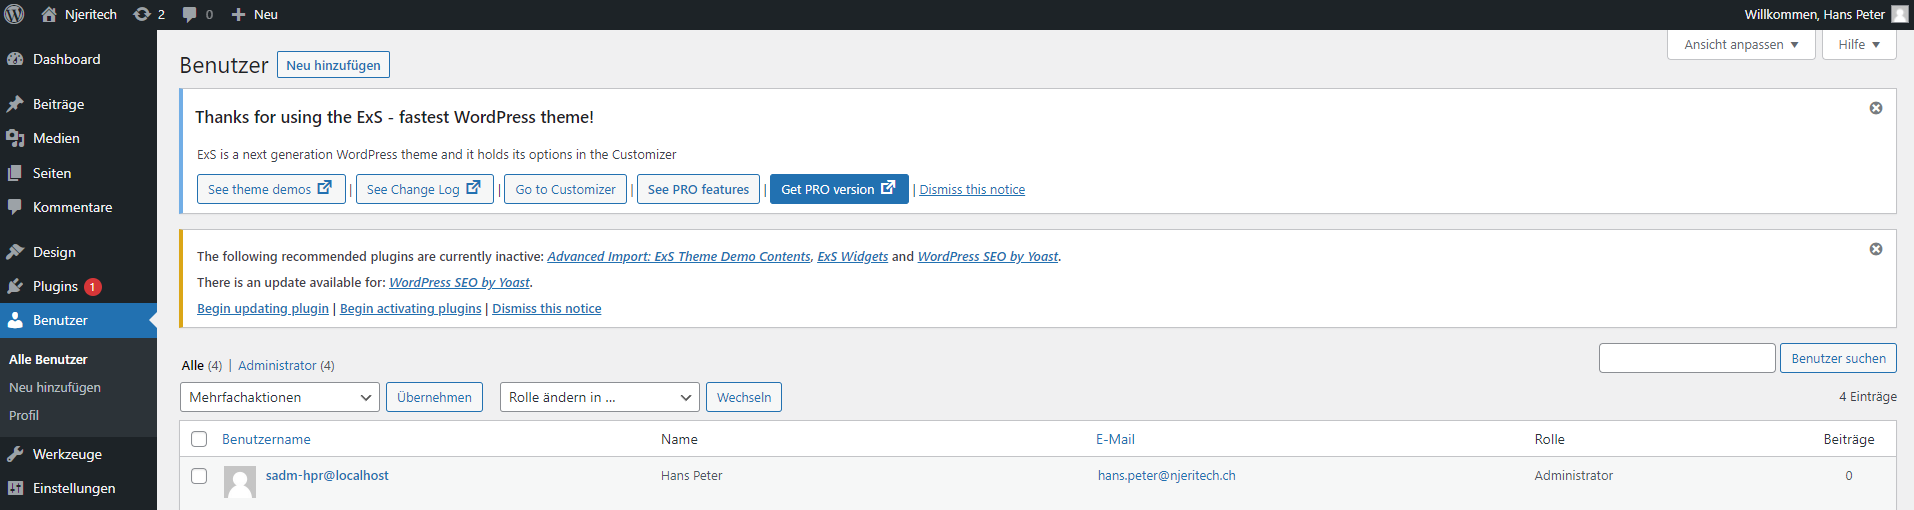 Njeritech 2 0 Neu Willkommen, Hans Peter
Dashboard
Beiträge
Medien
Seiten
Kommentare
Design
Plugins 1
Benutzer
Alle Benutzer
Neu hinzufügen
Profil
Werkzeuge
Einstellungen
Ansicht anpassen Hilfe
Benutzer Neu hinzufügen
Thanks for using the ExS - fastest WordPress theme!
ExS is a next generation WordPress theme and it holds its options in the Customizer
See theme demos | See Change Log | Go to Customizer | See PRO features | Get PRO version | Dismiss this notice
The following recommended plugins are currently inactive: Advanced Import: ExS Theme Demo Contents, ExS Widgets and WordPress SEO by Yoast.
There is an update available for: WordPress SEO by Yoast.
Begin updating plugin | Begin activating plugins | Dismiss this notice
Alle (4) | Administrator (4) Benutzer suchen
Mehrfachaktionen Übernehmen Rolle ändern in ... Wechseln 4 Einträge
Benutzername Name E-Mail Rolle Beiträge
sadm-hpr@localhost Hans Peter hans.peter@njeritech.ch Administrator 0